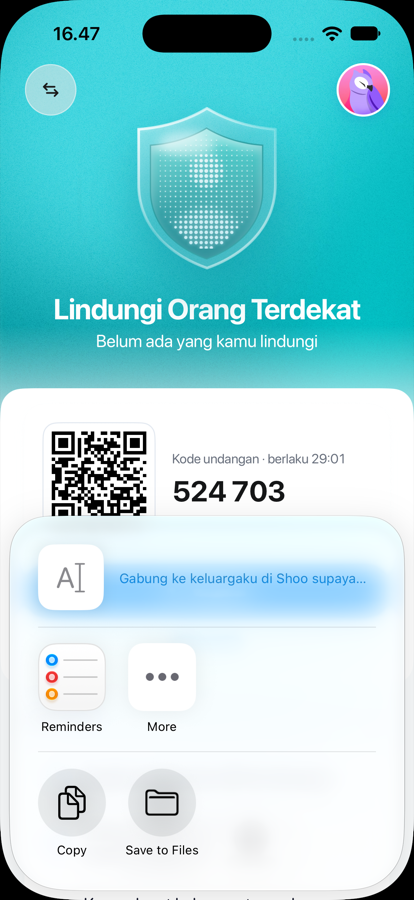 16.47
Lindungi Orang Terdekat
Belum ada yang kamu lindungi
Kode undangan · berlaku 29:01
524 703
A
Gabung ke keluargaku di Shoo supaya...
Reminders
More
Copy
Save to Files